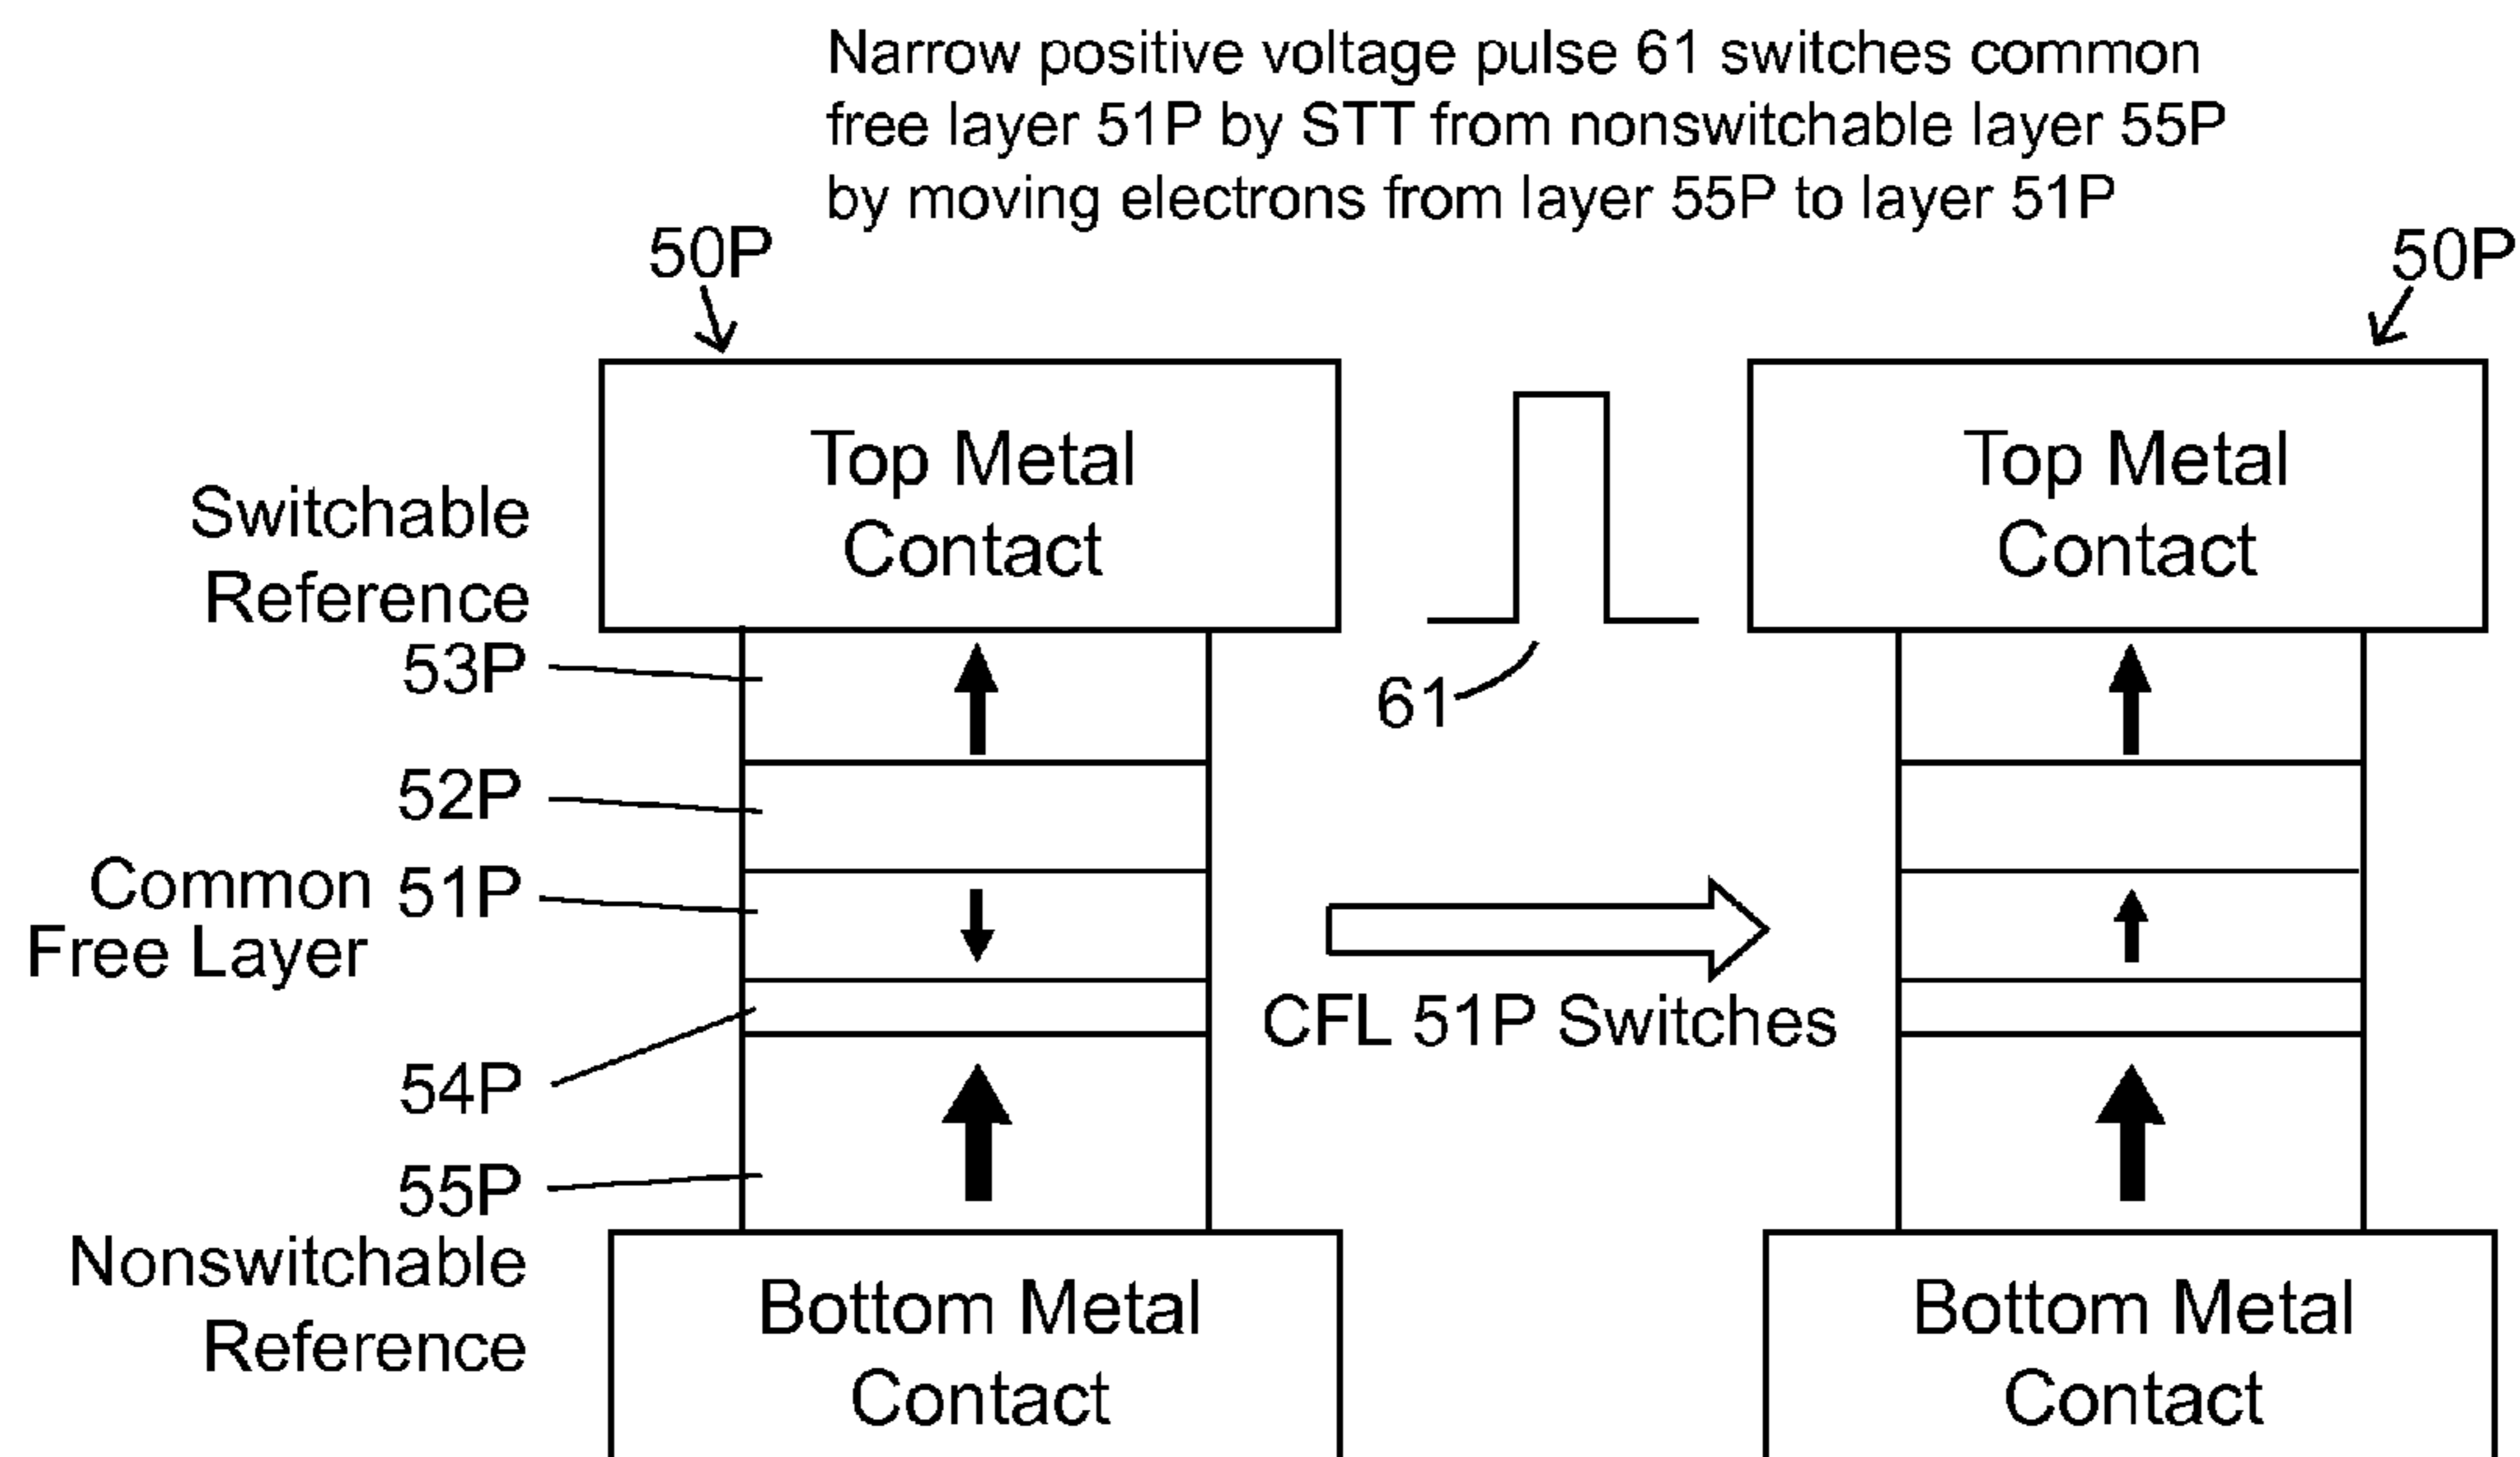 Narrow positive voltage pulse 61 switches common
free layer 51P by STT from nonswitchable layer 55P
by moving electrons from layer 55P to layer 51P
50P
50P
Top Metal
Contact
Top Metal
Contact
Switchable
Reference
53P
61
52P
Common 51P
Free Layer
CFL 51P Switches
54P
55P
Nonswitchable
Reference
Bottom Metal
Contact
Bottom Metal
Contact